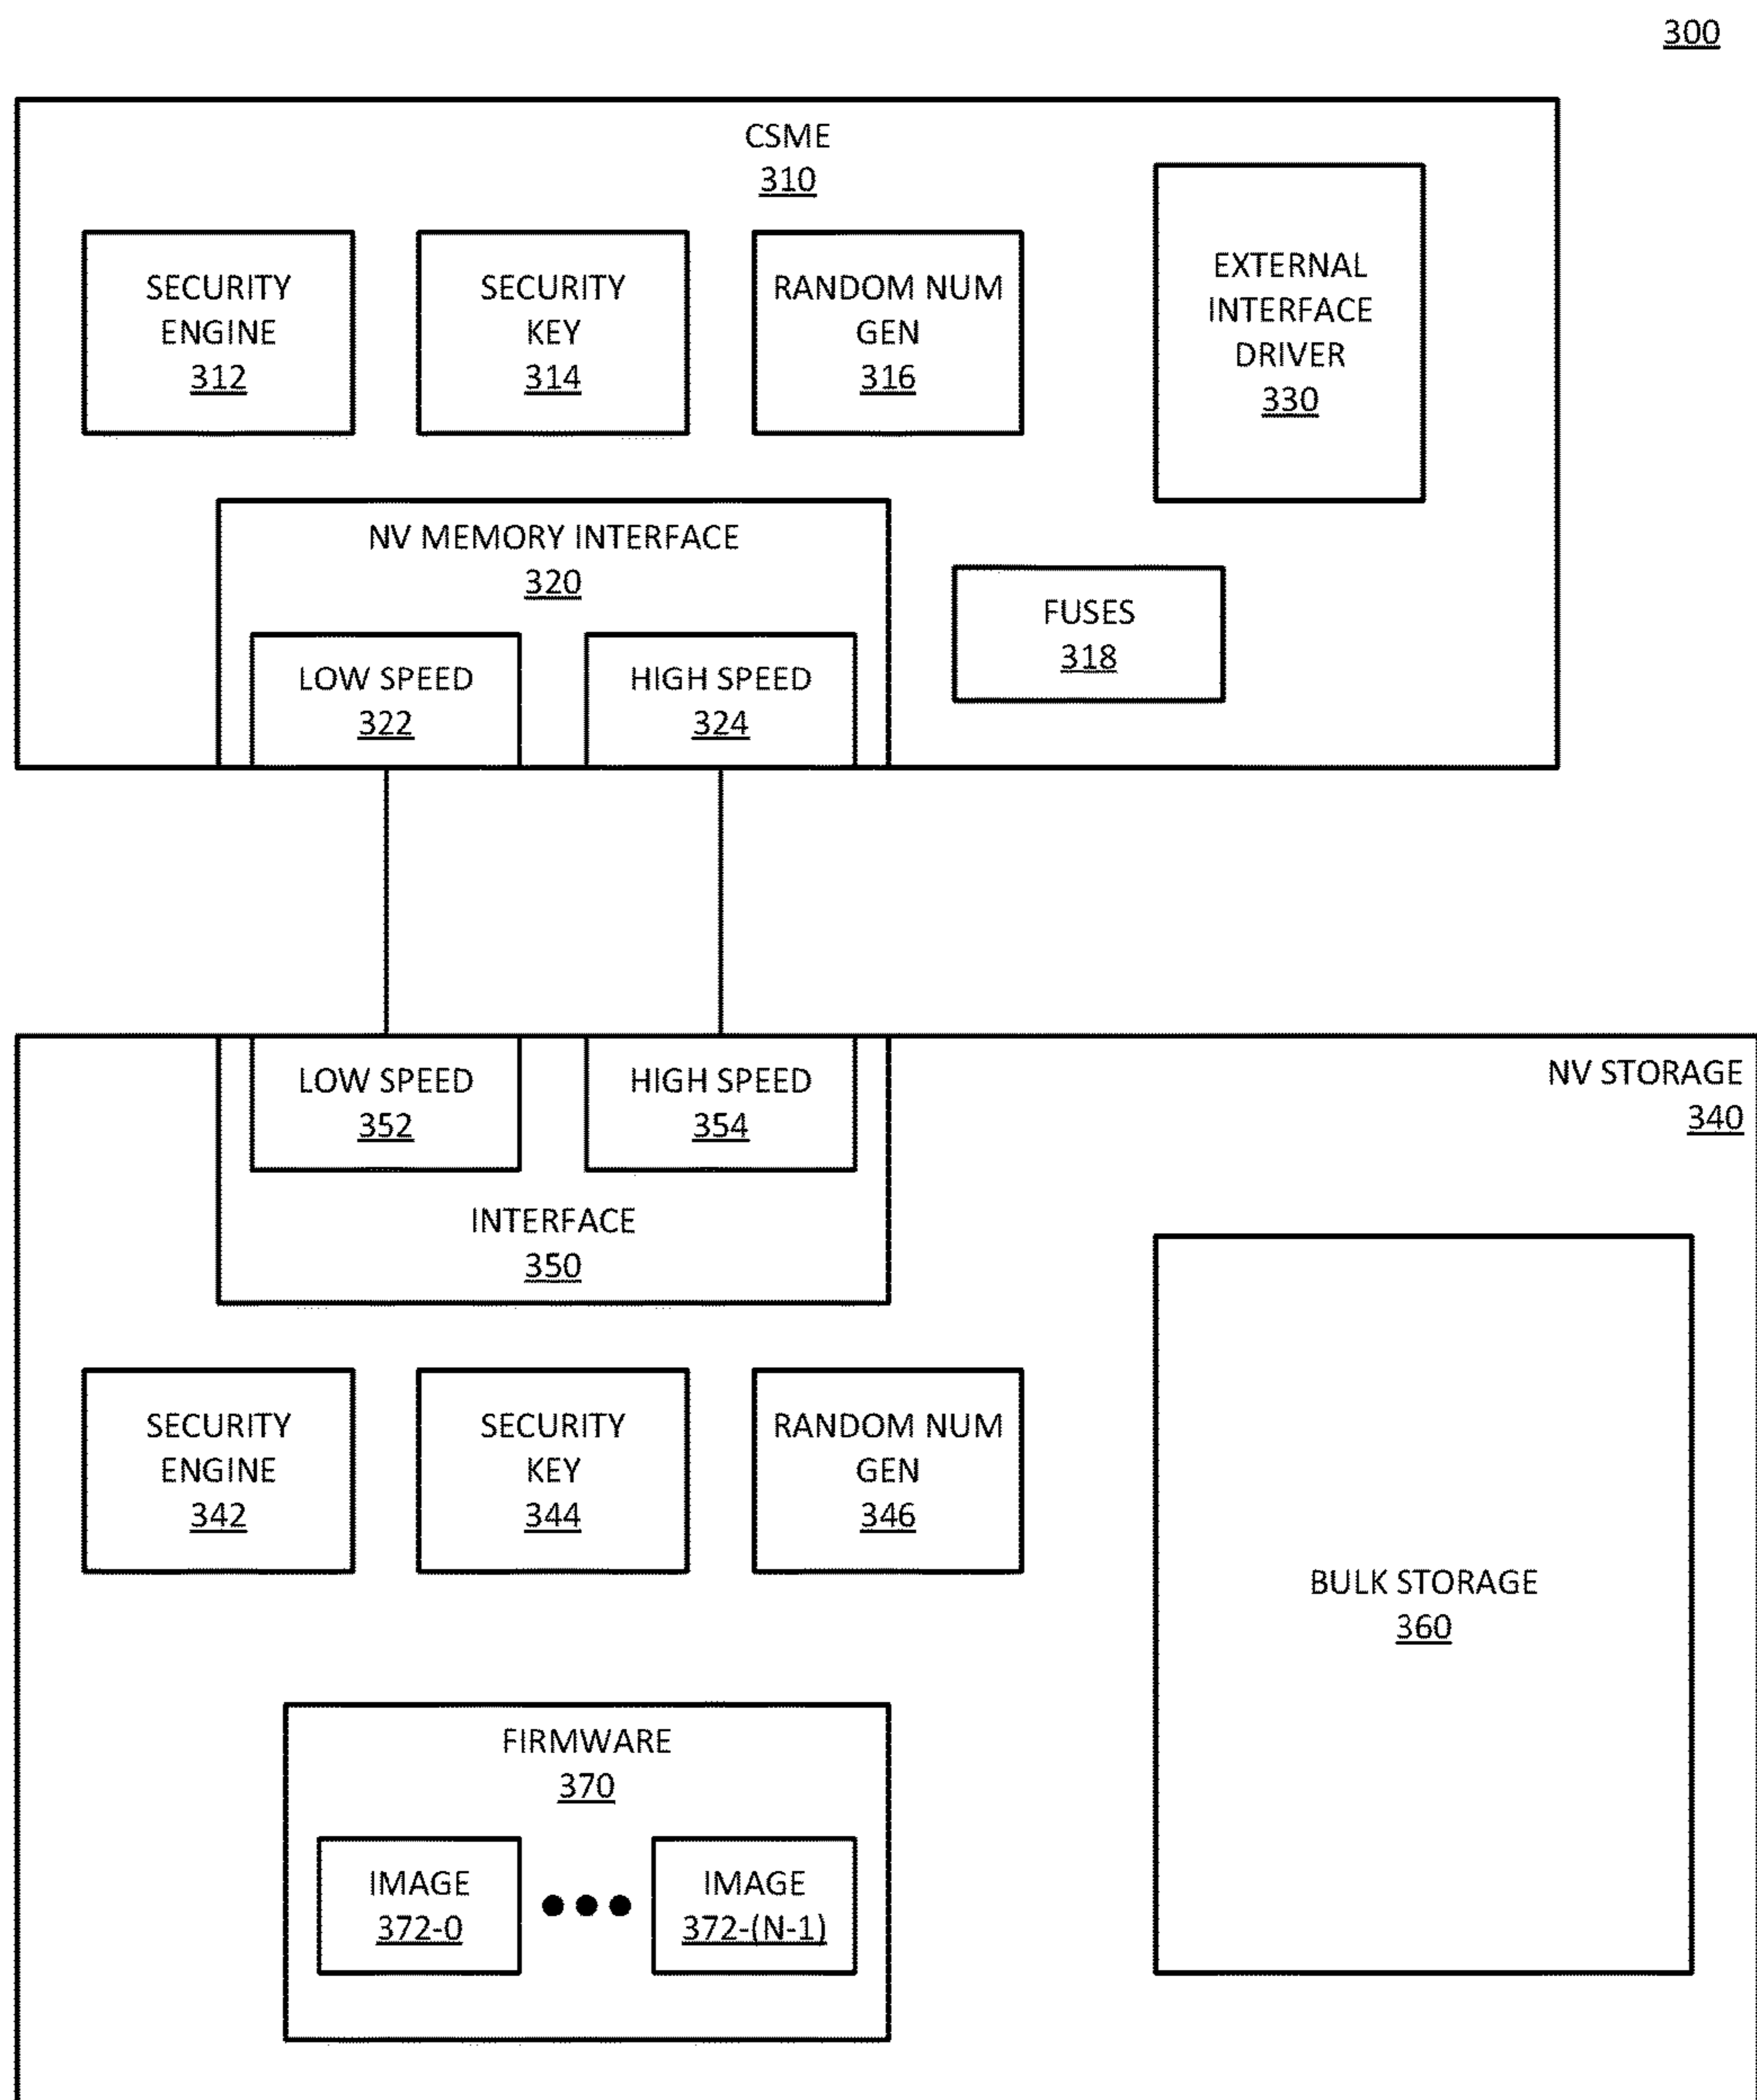 300
CSME
310
SECURITY
ENGINE
312
SECURITY
KEY
314
RANDOM NUM
GEN
316
EXTERNAL
INTERFACE
DRIVER
330
NV MEMORY INTERFACE
320
LOW SPEED
322
HIGH SPEED
324
FUSES
318
NV STORAGE
340
LOW SPEED
352
HIGH SPEED
354
INTERFACE
350
SECURITY
ENGINE
342
SECURITY
KEY
344
RANDOM NUM
GEN
346
BULK STORAGE
360
FIRMWARE
370
IMAGE
372-0
IMAGE
372-(N-1)